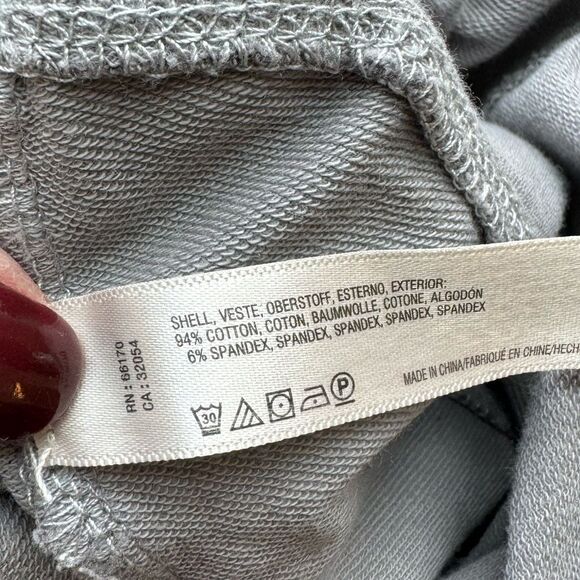 SHELL, VESTE, OBERSTOFF, ESTERNO, EXTERIOR:
94% COTTON, COTON, BAUMWOLLE, COTONE, ALGODÓN
6% SPANDEX, SPANDEX, SPANDEX, SPANDEX, SPANDEX
RN : 66170
CA : 32054
30
P
MADE IN CHINA/FABRIQUÉ EN CHINE/HECH